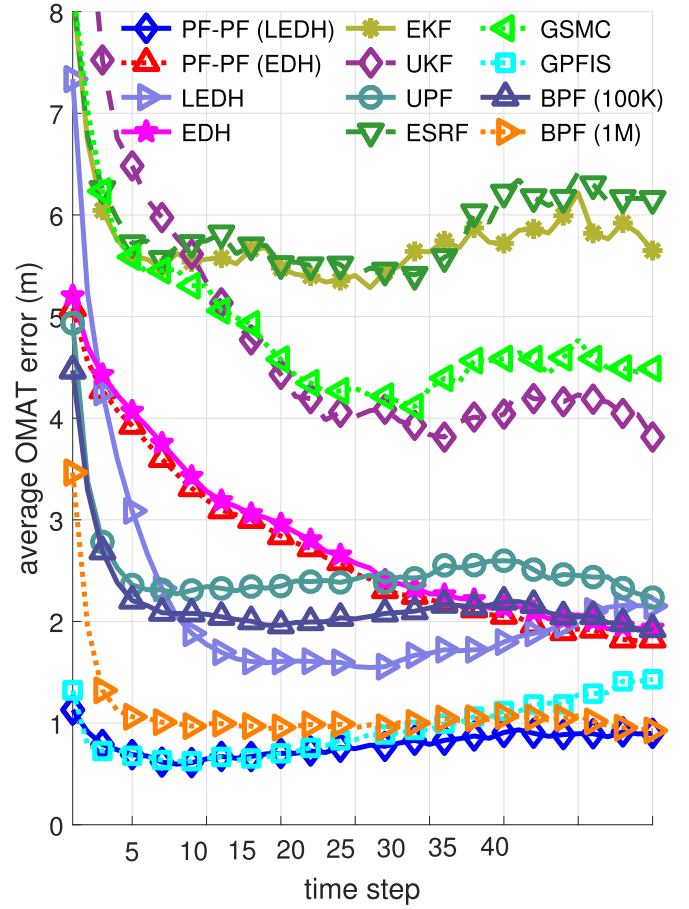 8
7
6
5
4
3
2
1
0
average OMAT error (m)
PF-PF (LEDH)
PF-PF (EDH)
LEDH
EDH
EKF
UKF
UPF
ESRF
GSMC
GPFIS
BPF (100K)
BPF (1M)
5 10 15 20 25 30 35 40
time step